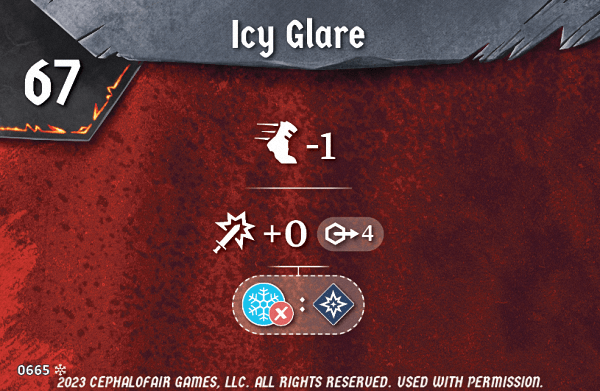 Icy Glare
67
-1
+0 4
:
0665
2023 CEPHALOFAIR GAMES, LLC. ALL RIGHTS RESERVED. USED WITH PERMISSION.